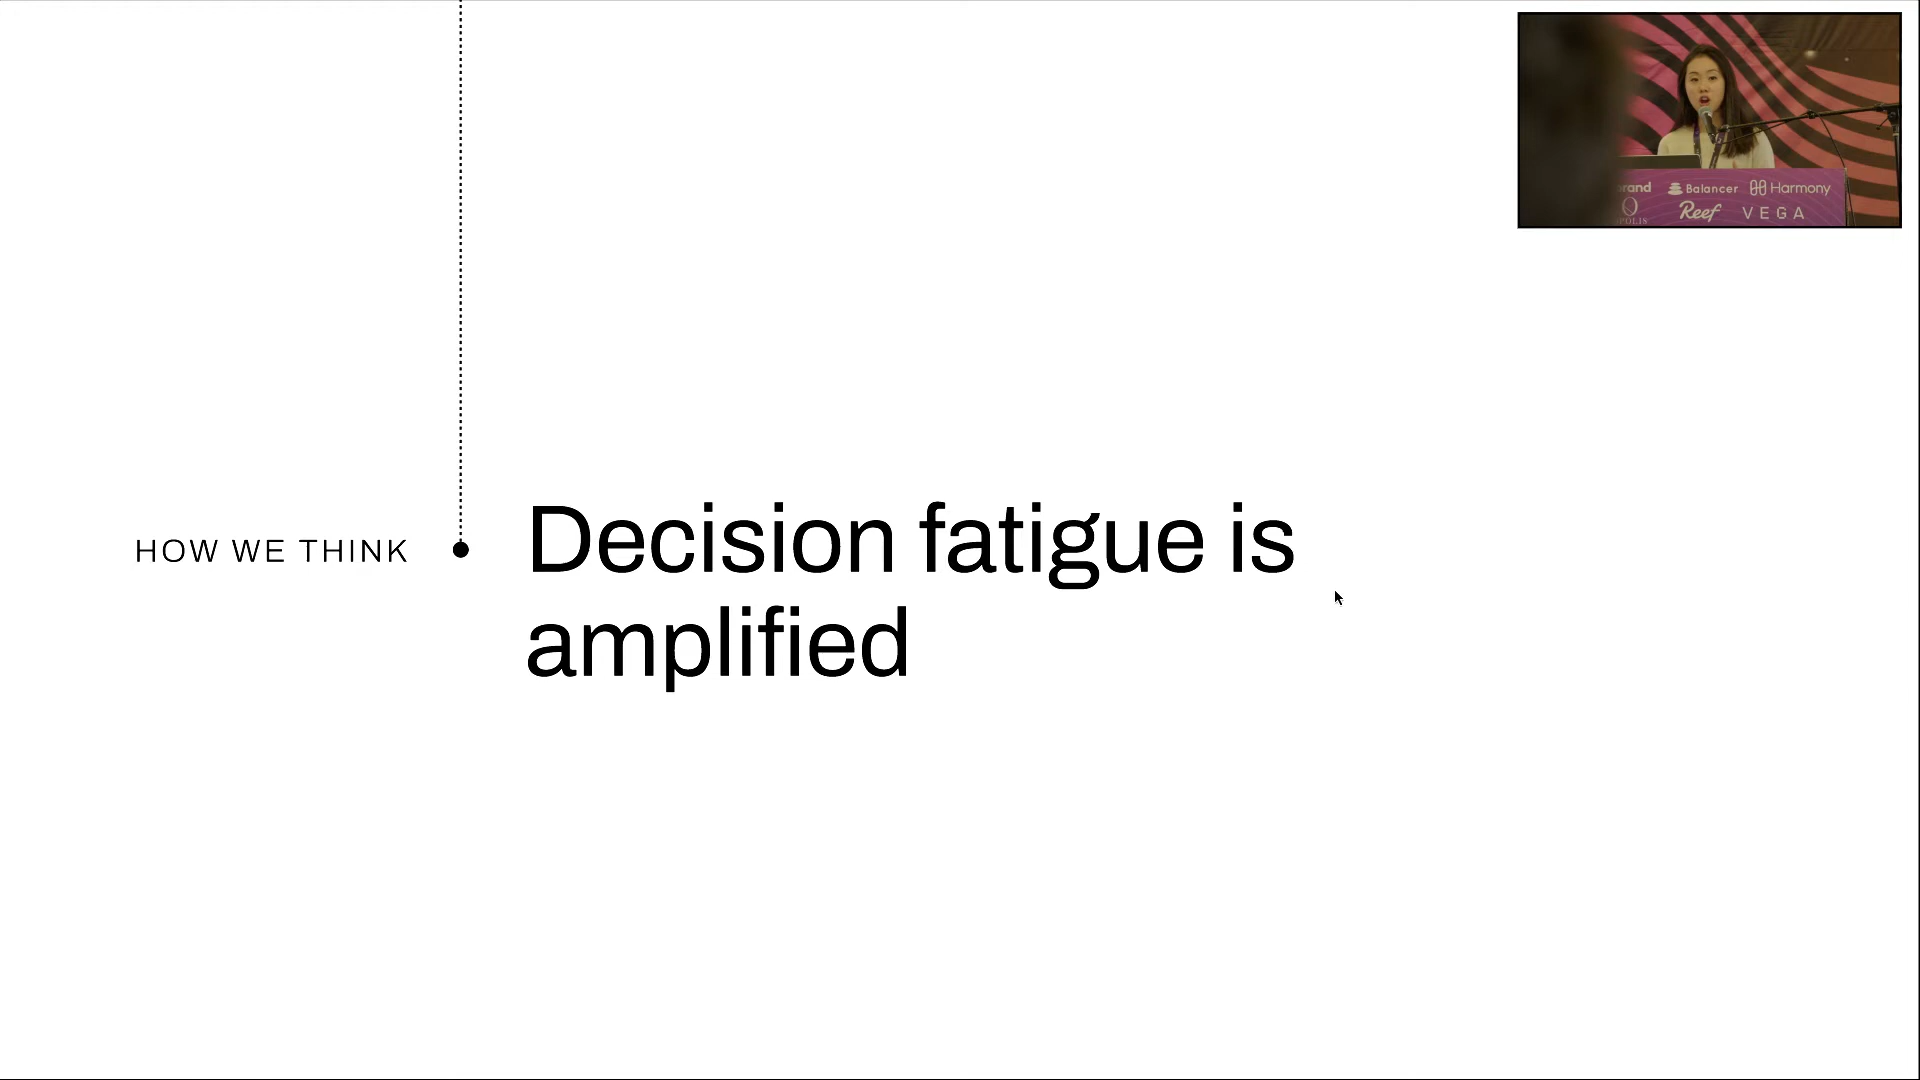 HOW WE THINK
Decision fatigue is
amplified
Balancer
Harmony
Reef
VEGA